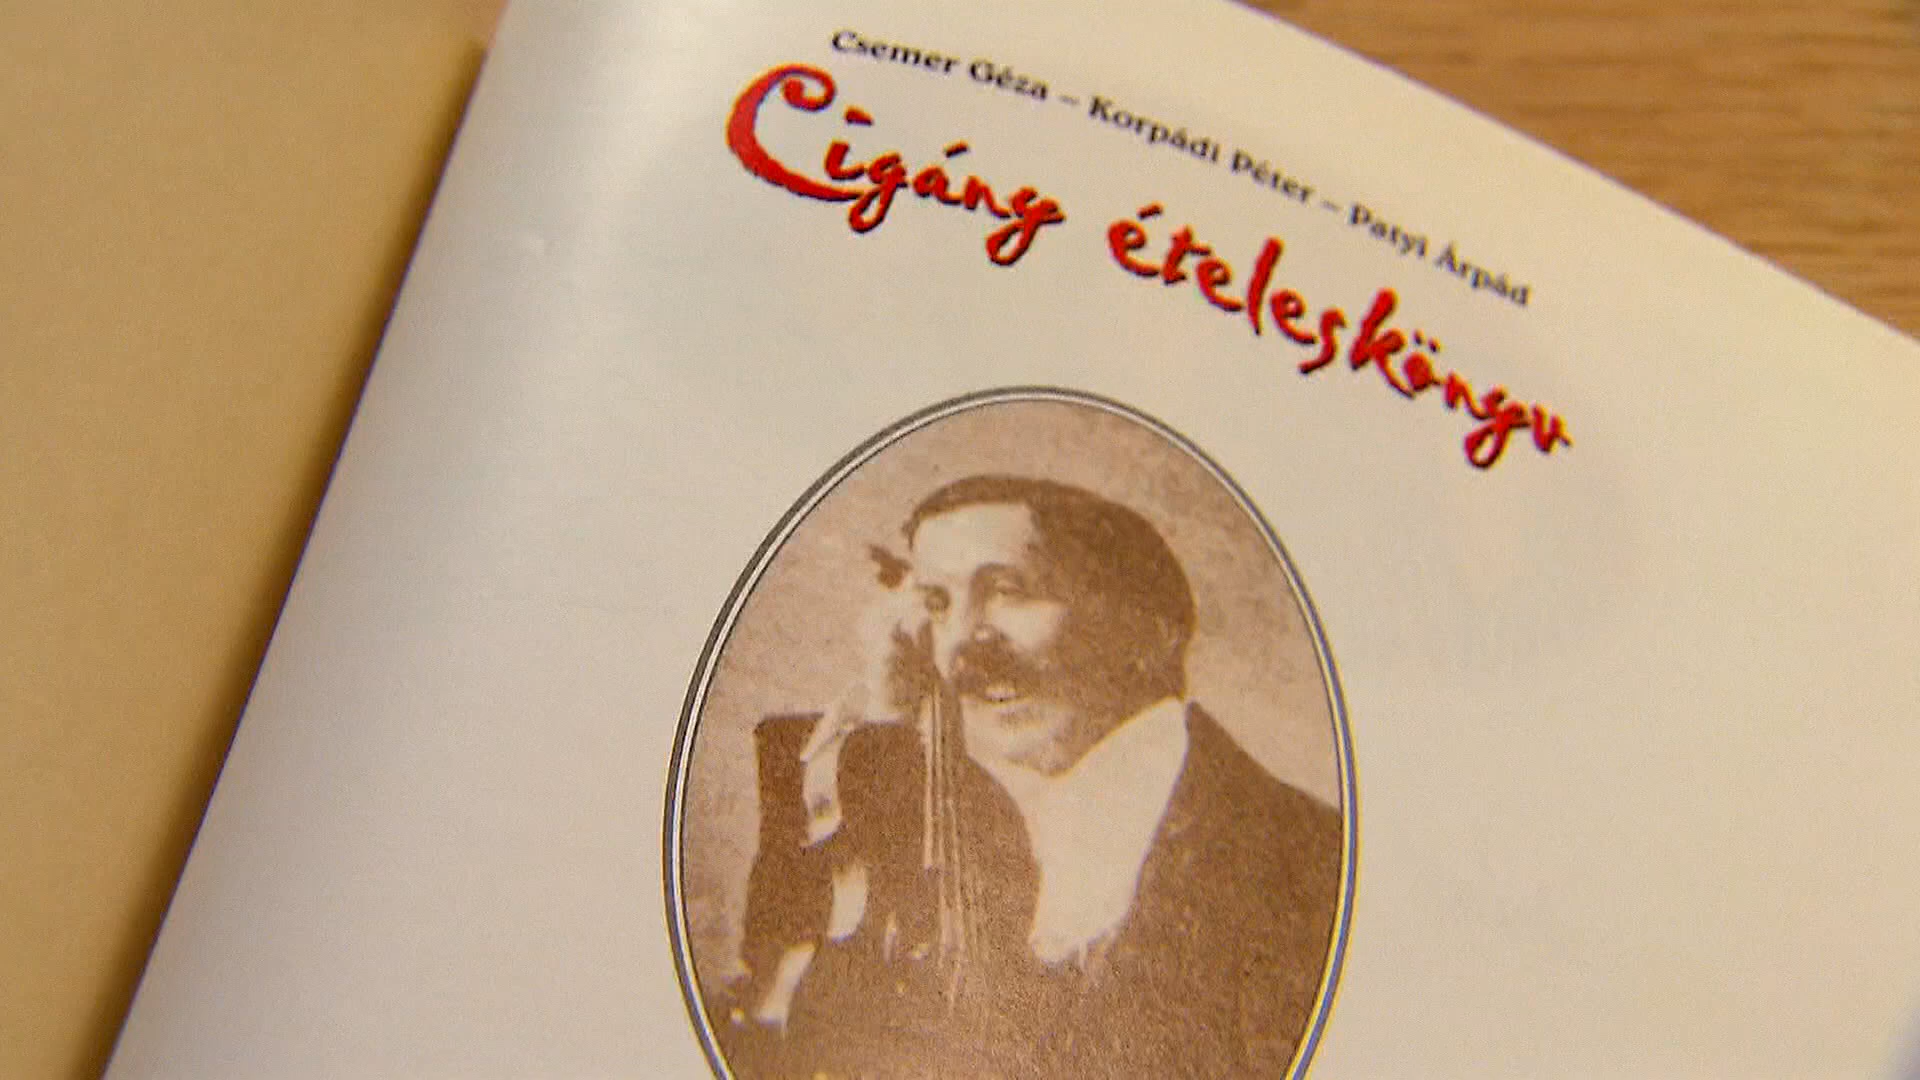 Csemer Géza – Korpádi Péter – Patyi Árpád
Cigány ételeskönyv